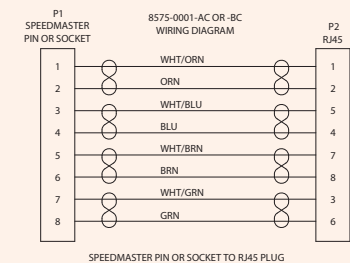 P1
SPEEDMASTER
PIN OR SOCKET
8575-0001-AC OR -BC
WIRING DIAGRAM
P2
RJ45
1 WHT/ORN 1
2 ORN 2
3 WHT/BLU 5
4 BLU 4
5 WHT/BRN 7
6 BRN 8
7 WHT/GRN 3
8 GRN 6
SPEEDMASTER PIN OR SOCKET TO RJ45 PLUG